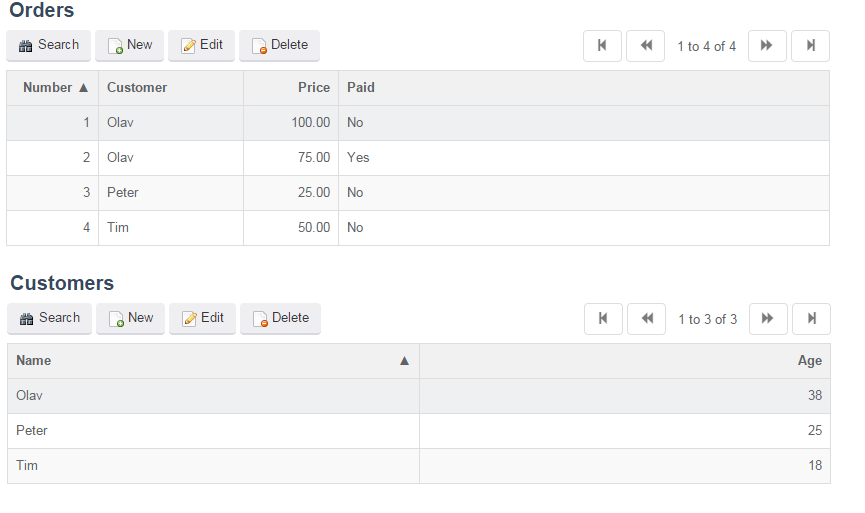 Orders
Search New Edit Delete 1 to 4 of 4
Number ▲ Customer Price Paid
1 Olav 100.00 No
2 Olav 75.00 Yes
3 Peter 25.00 No
4 Tim 50.00 No
Customers
Search New Edit Delete 1 to 3 of 3
Name ▲ Age
Olav 38
Peter 25
Tim 18